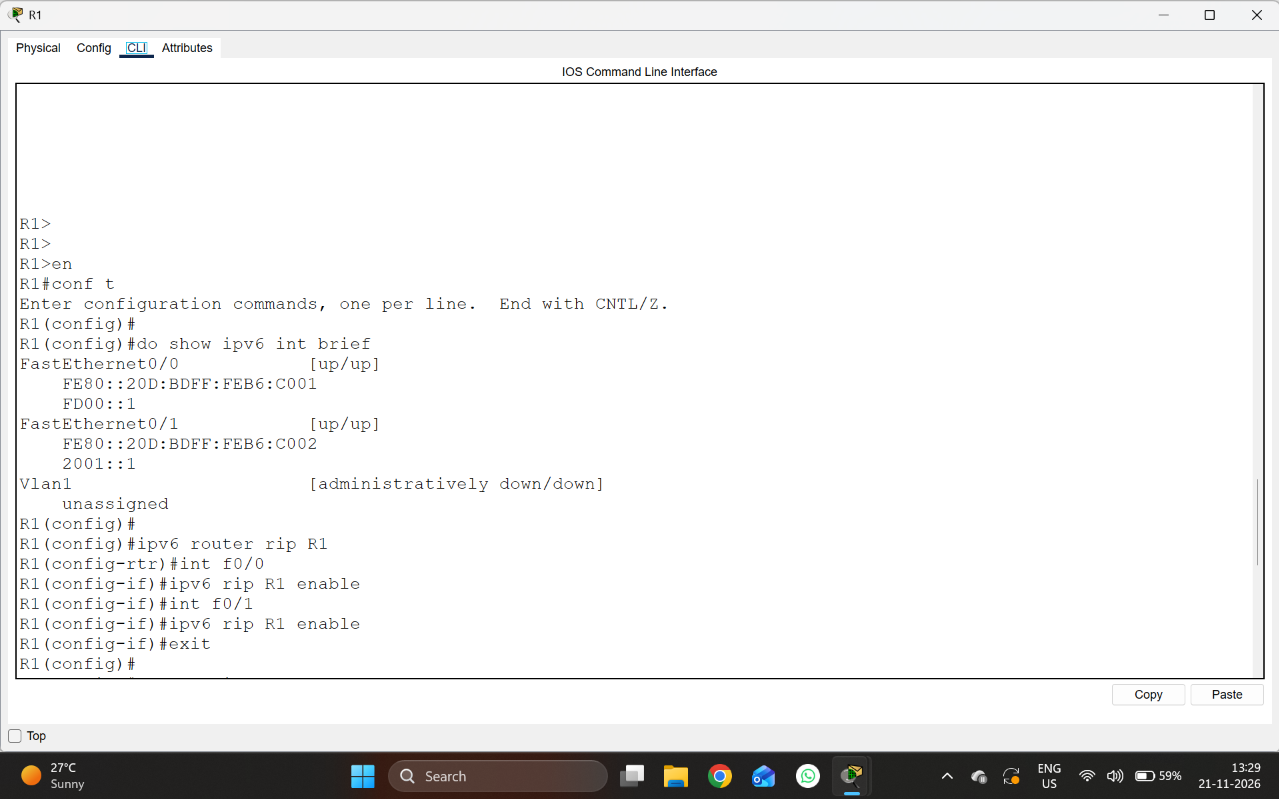 R1
Physical Config CLI Attributes
IOS Command Line Interface
R1>
R1>
R1>en
R1#conf t
Enter configuration commands, one per line.  End with CNTL/Z.
R1(config)#
R1(config)#do show ipv6 int brief
FastEthernet0/0            [up/up]
    FE80::20D:BDFF:FEB6:C001
    FD00::1
FastEthernet0/1            [up/up]
    FE80::20D:BDFF:FEB6:C002
    2001::1
Vlan1                      [administratively down/down]
    unassigned
R1(config)#
R1(config)#ipv6 router rip R1
R1(config-rtr)#int f0/0
R1(config-if)#ipv6 rip R1 enable
R1(config-if)#int f0/1
R1(config-if)#ipv6 rip R1 enable
R1(config-if)#exit
R1(config)#
Copy Paste
Top
27°C
Sunny
Search
ENG
US
59%
13:29
21-11-2026